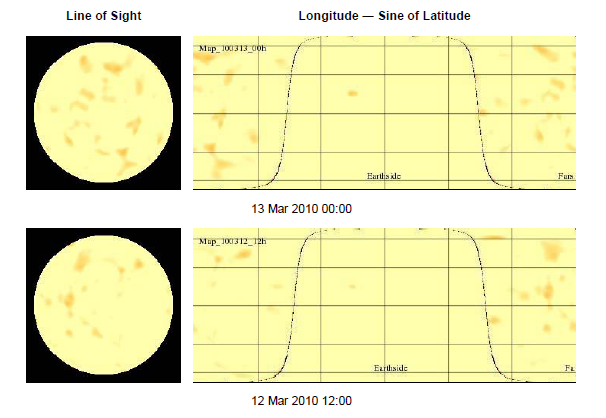 Line of Sight
Longitude — Sine of Latitude
Map_100313_00h
Earthside
Fars
13 Mar 2010 00:00
Map_100312_12h
Earthside
Fa
12 Mar 2010 12:00